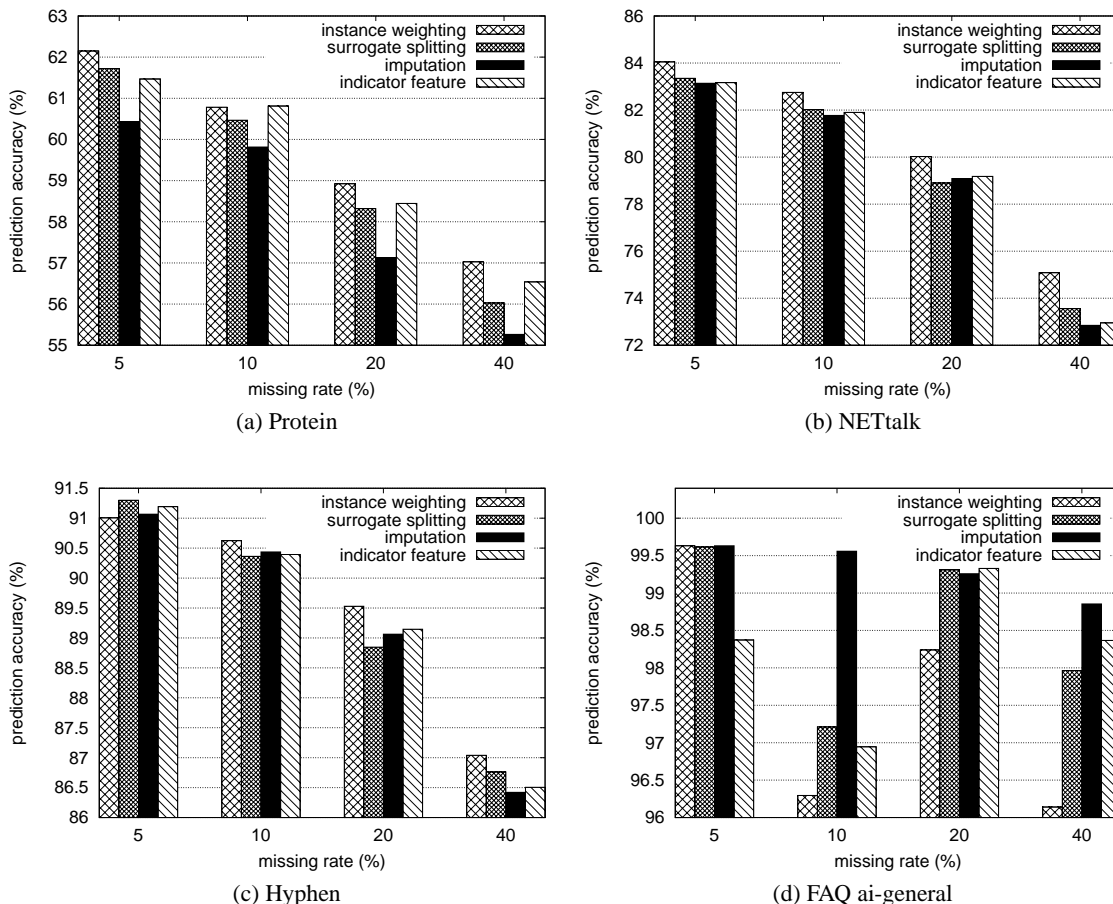 63
62
61
60
59
58
57
56
55
prediction accuracy (%)
instance weighting
surrogate splitting
imputation
indicator feature
5 10 20 40
missing rate (%)
(a) Protein
86
84
82
80
78
76
74
72
prediction accuracy (%)
instance weighting
surrogate splitting
imputation
indicator feature
5 10 20 40
missing rate (%)
(b) NETtalk
91.5
91
90.5
90
89.5
89
88.5
88
87.5
87
86.5
86
prediction accuracy (%)
instance weighting
surrogate splitting
imputation
indicator feature
5 10 20 40
missing rate (%)
(c) Hyphen
100
99.5
99
98.5
98
97.5
97
96.5
96
prediction accuracy (%)
instance weighting
surrogate splitting
imputation
indicator feature
5 10 20 40
missing rate (%)
(d) FAQ ai-general